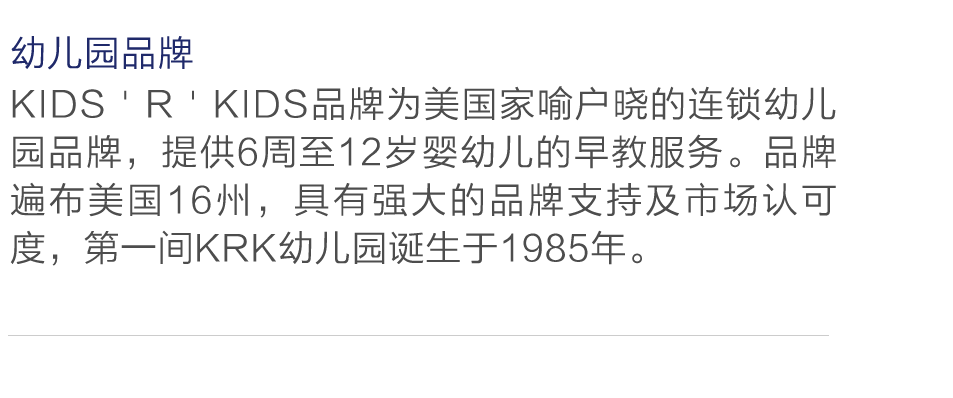 幼儿园品牌
KIDS＇R＇KIDS品牌为美国家喻户晓的连锁幼儿
园品牌，提供6周至12岁婴幼儿的早教服务。品牌
遍布美国16州，具有强大的品牌支持及市场认可
度，第一间KRK幼儿园诞生于1985年。